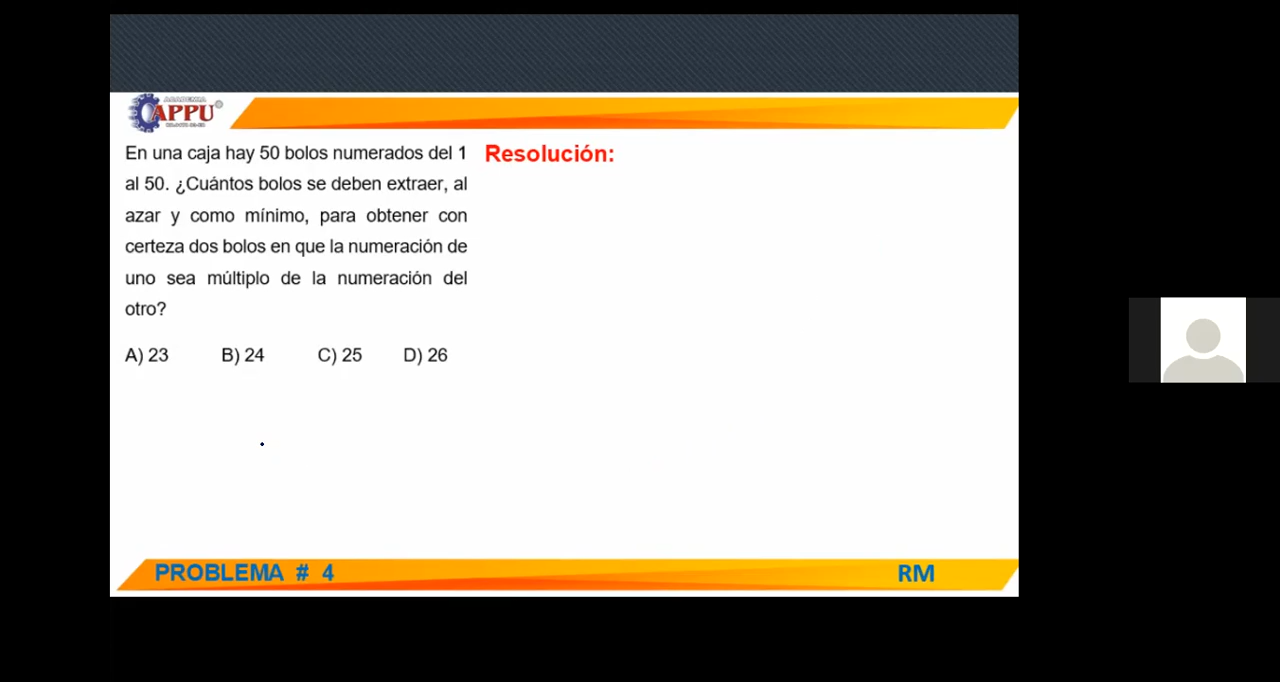 ACADEMIA
APPU
En una caja hay 50 bolos numerados del 1
al 50. ¿Cuántos bolos se deben extraer, al
azar y como mínimo, para obtener con
certeza dos bolos en que la numeración de
uno sea múltiplo de la numeración del
otro?
A) 23 B) 24 C) 25 D) 26
Resolución:
PROBLEMA # 4
RM